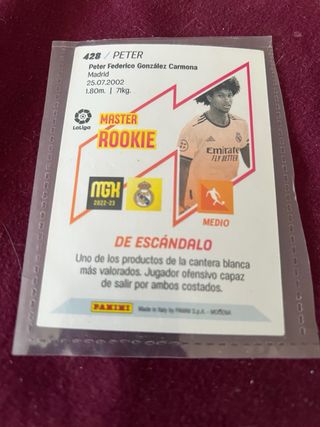 428 / PETER
Peter Federico González Carmona
Madrid
25.07.2002
1.80m. | 71kg.
LaLiga
MASTER
ROOKIE
Emirates
FLY BETTER
MGK
2022-23
MEDIO
DE ESCÁNDALO
Uno de los productos de la cantera blanca
más valorados. Jugador ofensivo capaz
de salir por ambos costados.
PANINI
Made in Italy by PANINI S.p.A. - MODENA